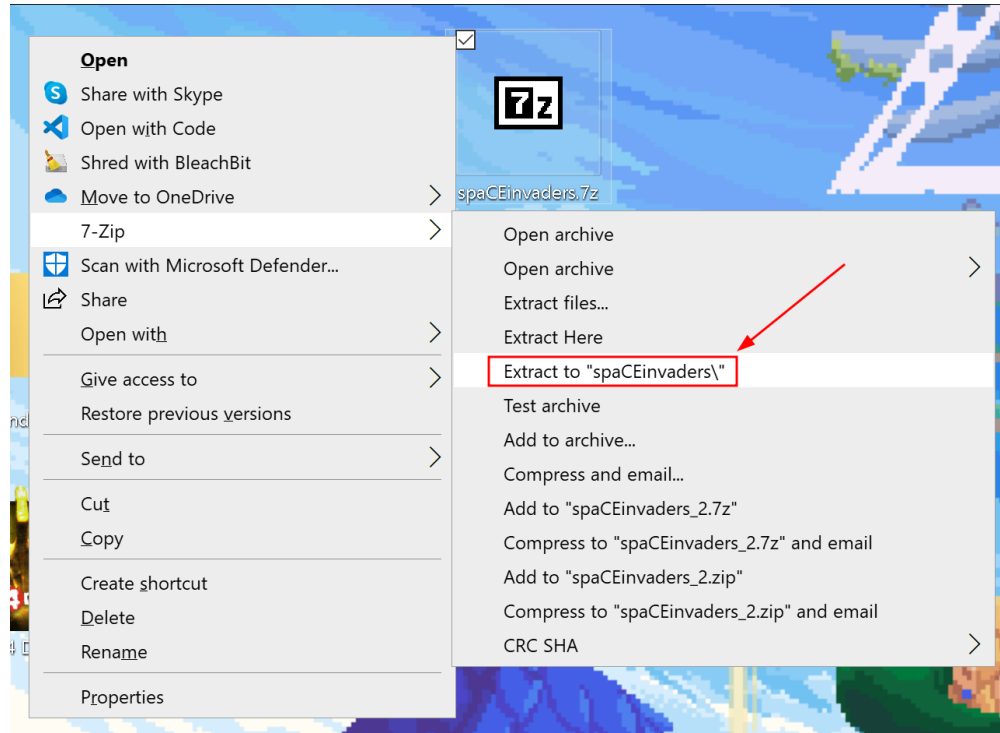 Open
Share with Skype
Open with Code
Shred with BleachBit
Move to OneDrive
7-Zip
Scan with Microsoft Defender...
Share
Open with
Give access to
Restore previous versions
Send to
Cut
Copy
Create shortcut
Delete
Rename
Properties
7z
spaCEinvaders.7z
Open archive
Open archive
Extract files...
Extract Here
Extract to "spaCEinvaders\"
Test archive
Add to archive...
Compress and email...
Add to "spaCEinvaders_2.7z"
Compress to "spaCEinvaders_2.7z" and email
Add to "spaCEinvaders_2.zip"
Compress to "spaCEinvaders_2.zip" and email
CRC SHA